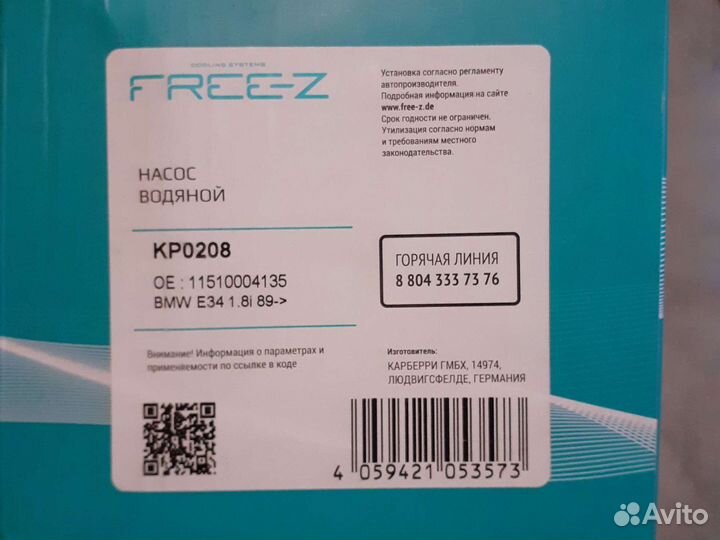 COOLING SYSTEMS
FREE-Z
Установка согласно регламенту
автопроизводителя.
Подробная информация на сайте
www.free-z.de
Срок годности не ограничен.
Утилизация согласно нормам
и требованиям местного
законодательства.
НАСОС
ВОДЯНОЙ
KP0208
OE : 11510004135
BMW E34 1.8i 89->
ГОРЯЧАЯ ЛИНИЯ
8 804 333 73 76
Внимание! Информация о параметрах и
применяемости по ссылке в коде
Изготовитель:
КАРБЕРРИ ГМБХ, 14974,
ЛЮДВИГСФЕЛДЕ, ГЕРМАНИЯ
4 059421 053573
Avito